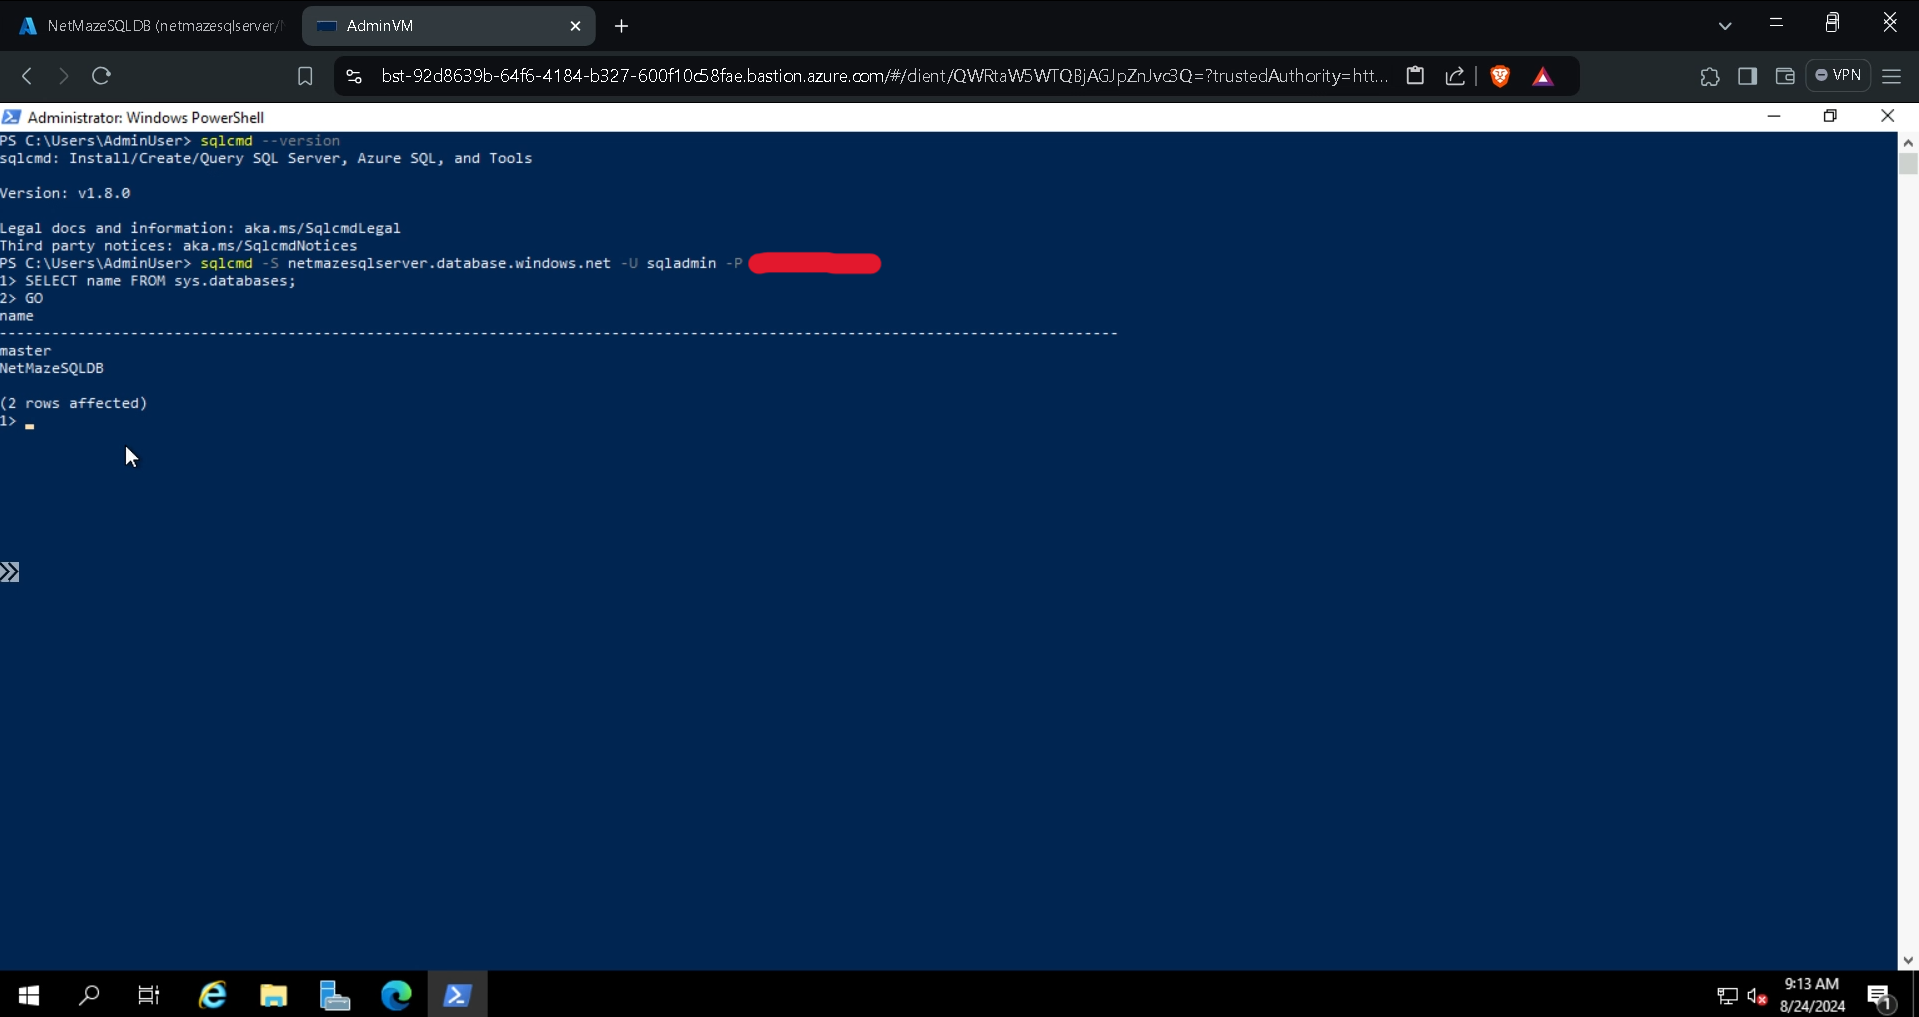 NetMazeSQLDB (netmazesqlserver/
AdminVM
bst-92d8639b-64f6-4184-b327-600f10c58fae.bastion.azure.com/#/client/QWRtaW5WTQBjAGJpZnJvc3Q=?trustedAuthority=htt...
VPN
Administrator: Windows PowerShell
PS C:\Users\AdminUser> sqlcmd --version
sqlcmd: Install/Create/Query SQL Server, Azure SQL, and Tools
Version: v1.8.0
Legal docs and information: aka.ms/SqlcmdLegal
Third party notices: aka.ms/SqlcmdNotices
PS C:\Users\AdminUser> sqlcmd -S netmazesqlserver.database.windows.net -U sqladmin -P
1> SELECT name FROM sys.databases;
2> GO
name
--------------------------------------------------------------------------------------------------------------------------------
master
NetMazeSQLDB
(2 rows affected)
1>
9:13 AM
8/24/2024
1